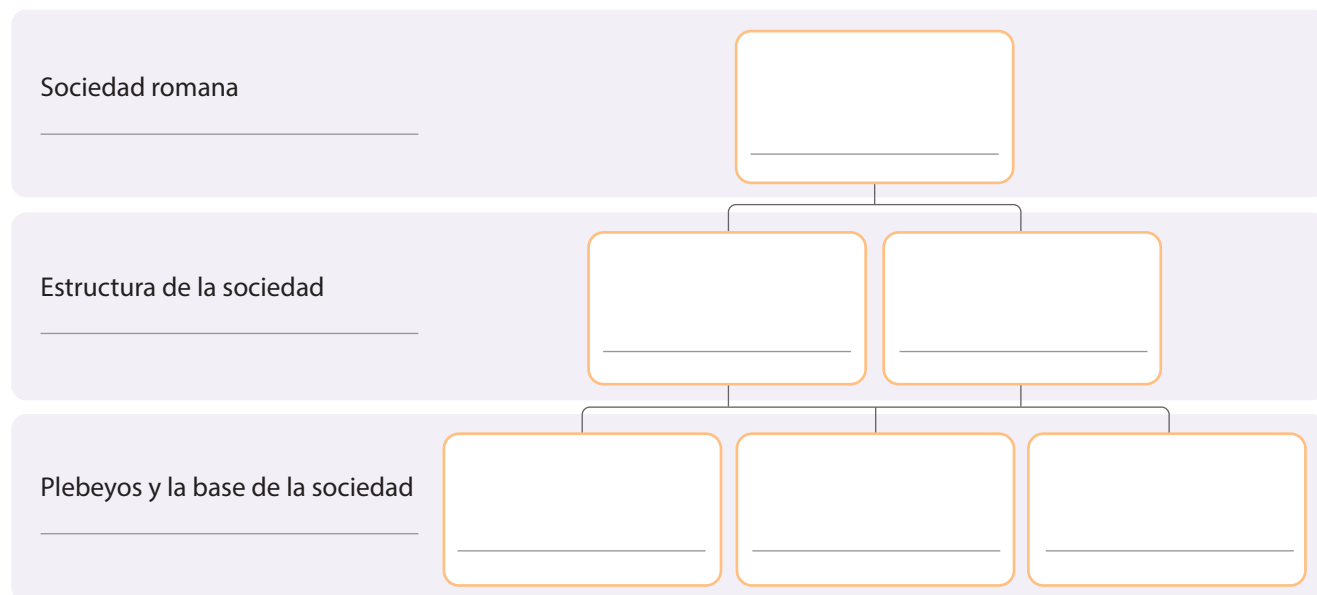 Sociedad romana
Estructura de la sociedad
Plebeyos y la base de la sociedad